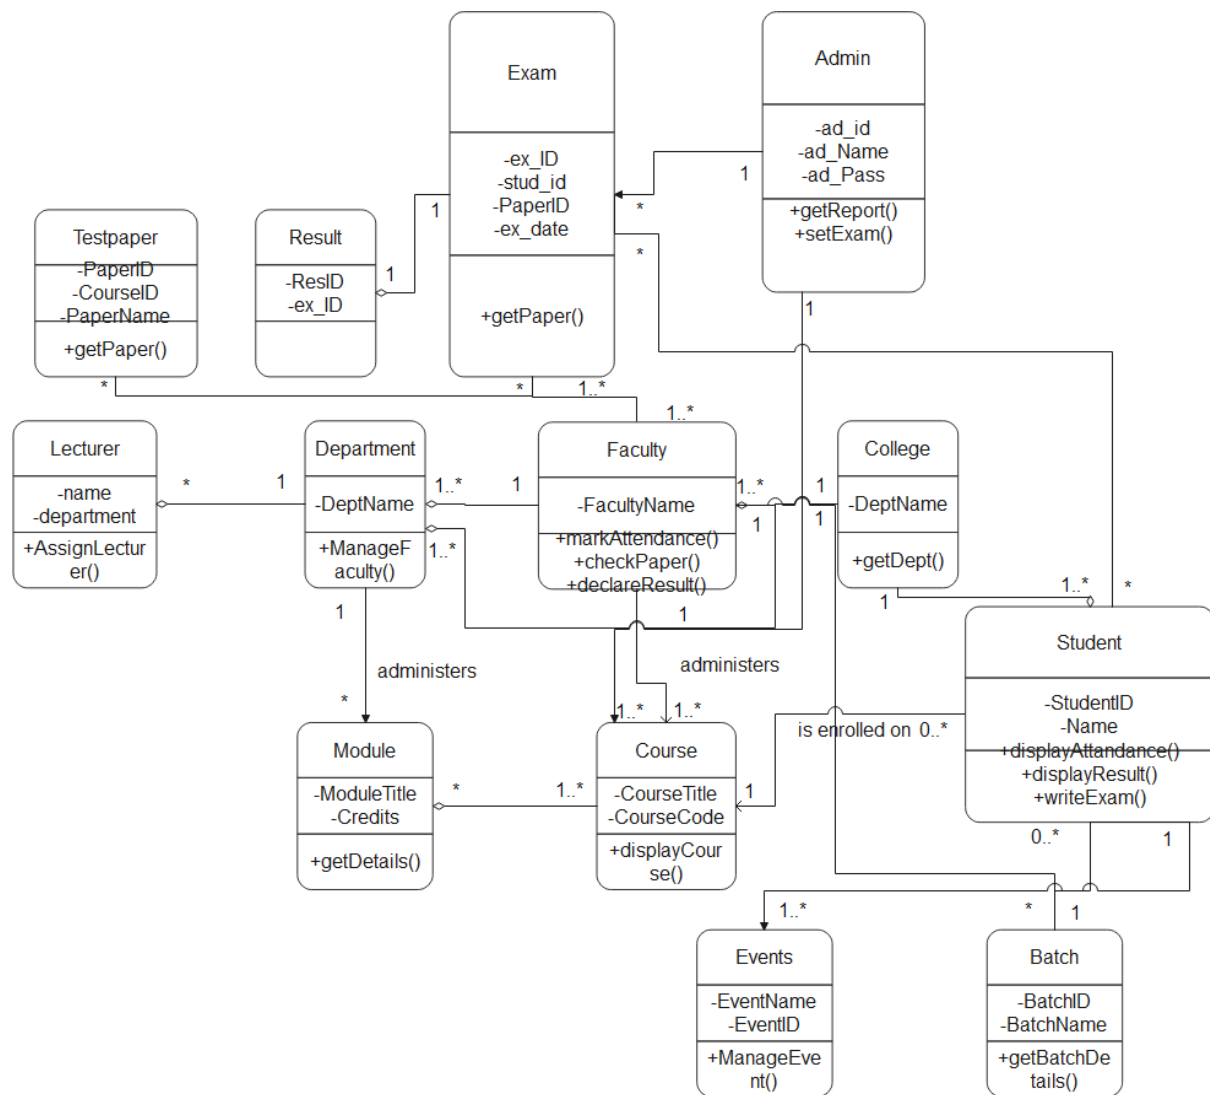 Exam
-ex_ID
-stud_id
-PaperID
-ex_date
+getPaper()
Admin
-ad_id
-ad_Name
-ad_Pass
+getReport()
+setExam()
1
*
1
1
*
1
Testpaper
-PaperID
-CourseID
-PaperName
+getPaper()
Result
-ResID
-ex_ID
*
*
1..*
1..*
Lecturer
-name
-department
+AssignLectur
er()
*
1
Department
-DeptName
+ManageF
aculty()
1..*
1
1..*
Faculty
-FacultyName
+markAttendance()
+checkPaper()
+declareResult()
1..*
1
1
1
College
-DeptName
+getDept()
1
1..*
*
1
1
administers
administers
*
1..*
1..*
Student
-StudentID
-Name
+displayAttandance()
+displayResult()
+writeExam()
is enrolled on
0..*
1
Module
-ModuleTitle
-Credits
+getDetails()
*
1..*
Course
-CourseTitle
-CourseCode
+displayCour
se()
0..*
1
1..*
*
1
Events
-EventName
-EventID
+ManageEve
nt()
Batch
-BatchID
-BatchName
+getBatchDe
tails()